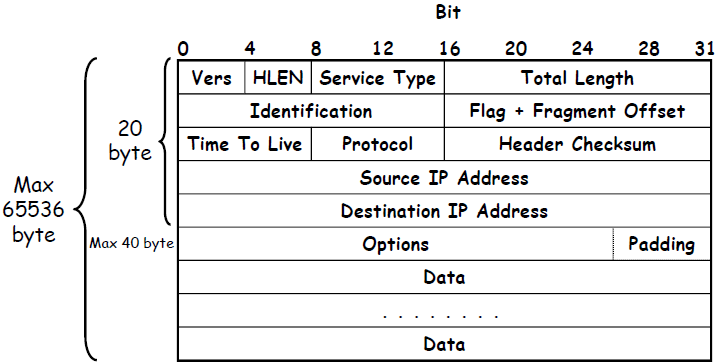 Bit
0 4 8 12 16 20 24 28 31
Vers HLEN Service Type Total Length
Identification Flag + Fragment Offset
20
byte
Time To Live Protocol Header Checksum
Max
65536
byte
Source IP Address
Destination IP Address
Max 40 byte Options Padding
Data
. . . . . . . .
Data